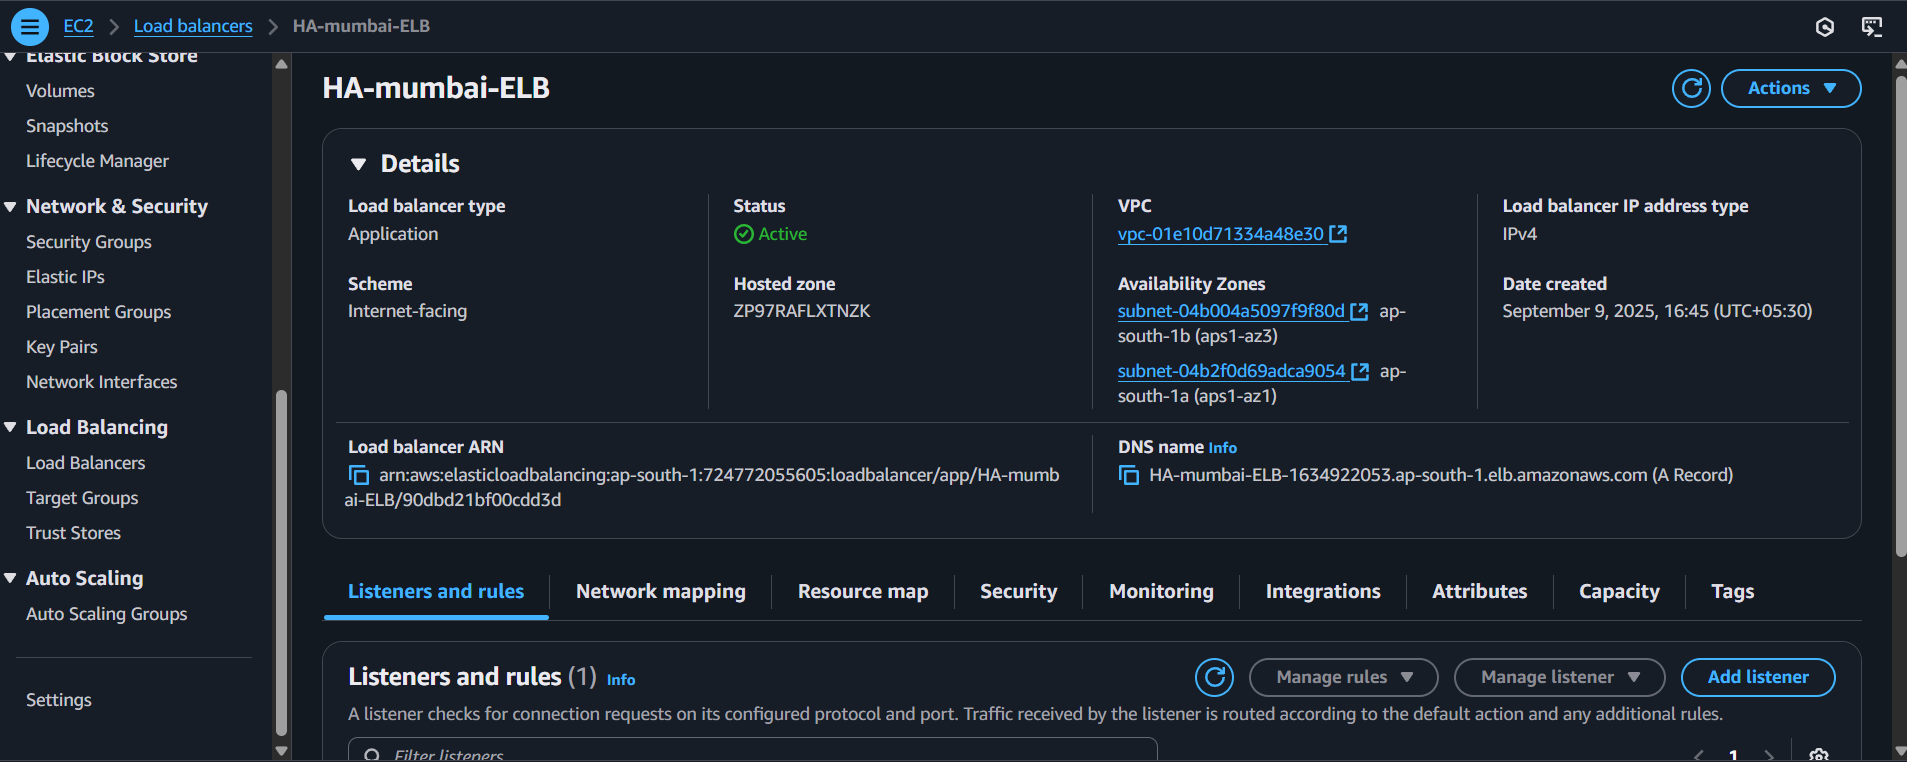 EC2 > Load balancers > HA-mumbai-ELB
Elastic Block Store
Volumes
Snapshots
Lifecycle Manager
Network & Security
Security Groups
Elastic IPs
Placement Groups
Key Pairs
Network Interfaces
Load Balancing
Load Balancers
Target Groups
Trust Stores
Auto Scaling
Auto Scaling Groups
Settings
HA-mumbai-ELB
Actions
Details
Load balancer type
Application
Status
Active
VPC
vpc-01e10d71334a48e30
Load balancer IP address type
IPv4
Scheme
Internet-facing
Hosted zone
ZP97RAFLXTNZK
Availability Zones
subnet-04b004a5097f9f80d ap-
south-1b (aps1-az3)
subnet-04b2f0d69adca9054 ap-
south-1a (aps1-az1)
Date created
September 9, 2025, 16:45 (UTC+05:30)
Load balancer ARN
arn:aws:elasticloadbalancing:ap-south-1:724772055605:loadbalancer/app/HA-mumb
ai-ELB/90dbd21bf00cdd3d
DNS name Info
HA-mumbai-ELB-1634922053.ap-south-1.elb.amazonaws.com (A Record)
Listeners and rules
Network mapping
Resource map
Security
Monitoring
Integrations
Attributes
Capacity
Tags
Listeners and rules (1) Info
Manage rules
Manage listener
Add listener
A listener checks for connection requests on its configured protocol and port. Traffic received by the listener is routed according to the default action and any additional rules.
Filter listeners
1